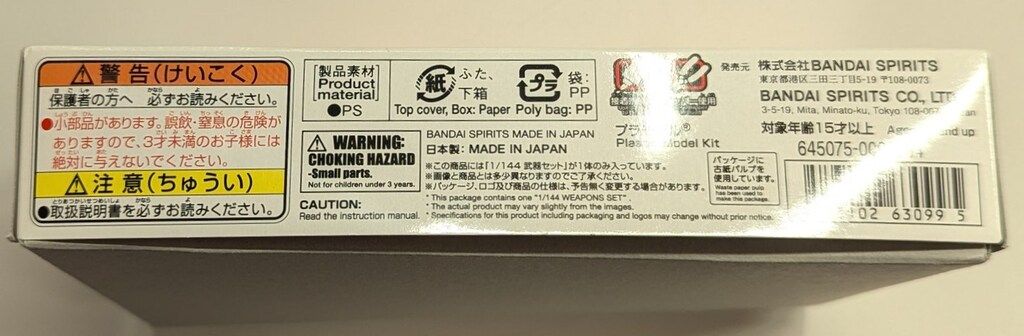 警告(けいこく)
保護者の方へ 必ずお読みください。
●小部品があります。誤飲・窒息の危険が
ありますので、3才未満のお子様には
絶対に与えないでください。
注意(ちゅうい)
●取扱説明書を必ずお読みください。
[製品素材]
[Product material]
●PS
紙
ふた、
下箱
Top cover, Box: Paper
プラ
袋:
PP
Poly bag: PP
WARNING:
CHOKING HAZARD
-Small parts.
Not for children under 3 years.
CAUTION:
Read the instruction manual.
BANDAI SPIRITS MADE IN JAPAN
日本製: MADE IN JAPAN
※この商品には「1/144 武器セット」が1体のみ入っています。
※画像と商品とは多少異なりますのでご了承ください。
※パッケージ、ロゴ及び商品の仕様は、予告無く変更する場合があります。
* This package contains one "1/144 WEAPONS SET".
* The actual product may vary slightly from the images.
* Specifications for this product including packaging and logos may change without prior notice.
Model Kit
発売元 株式会社BANDAI SPIRITS
東京都港区三田三丁目5-19 〒108-0073
BANDAI SPIRITS CO.,
3-5-19, Mita, Minato-ku, Tokyo
対象年齢15才以上
and up
645075
パッケージに
古紙パルプを
使用しています。
Waste paper pulp
has been used to
make this package.
02 63099 5